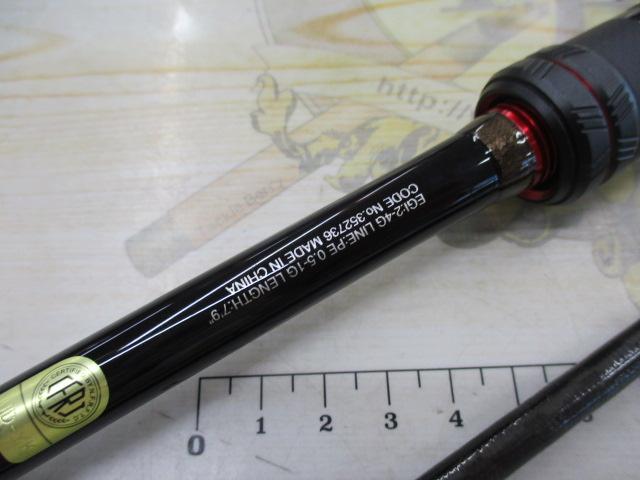 EGI:2-4G LINE:PE 0.5-1G LENGTH:7'9"
CODE No.352736 MADE IN CHINA
http://
0 1 2 3 4